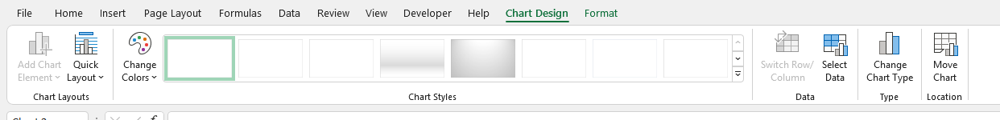 File Home Insert Page Layout Formulas Data Review View Developer Help Chart Design Format
Add Chart Element
Quick Layout
Change Colors
Switch Row/ Column
Select Data
Change Chart Type
Move Chart
Chart Layouts Chart Styles Data Type Location